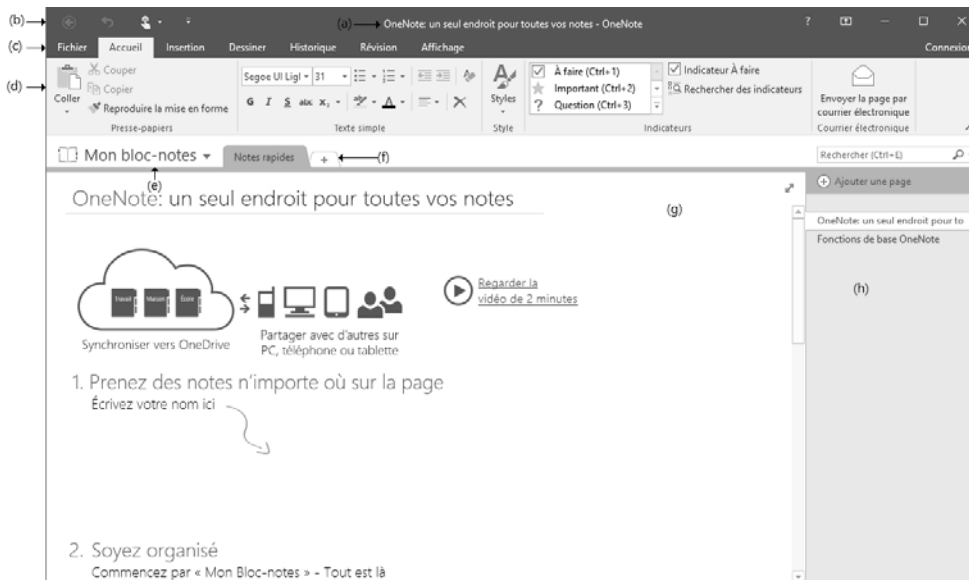 (b)
(a)
OneNote: un seul endroit pour toutes vos notes - OneNote
?
(c)
Fichier Accueil Insertion Dessiner Historique Révision Affichage
Connexion
(d)
Coller
Couper
Copier
Reproduire la mise en forme
Presse-papiers
Segoe UI Ligl 31
G I S abc X,
A
Texte simple
Styles
Style
À faire (Ctrl+1)
Important (Ctrl+2)
? Question (Ctrl+3)
Indicateur À faire
Rechercher des indicateurs
Indicateurs
Envoyer la page par
courrier électronique
Courrier électronique
Mon bloc-notes
Notes rapides
+
(f)
Rechercher (Ctrl+E)
(e)
OneNote: un seul endroit pour toutes vos notes
(g)
Ajouter une page
OneNote: un seul endroit pour to
Fonctions de base OneNote
(h)
Travail Maison École
Synchroniser vers OneDrive
Partager avec d'autres sur
PC, téléphone ou tablette
Regarder la
vidéo de 2 minutes
1. Prenez des notes n'importe où sur la page
Écrivez votre nom ici
2. Soyez organisé
Commencez par « Mon Bloc-notes » - Tout est là